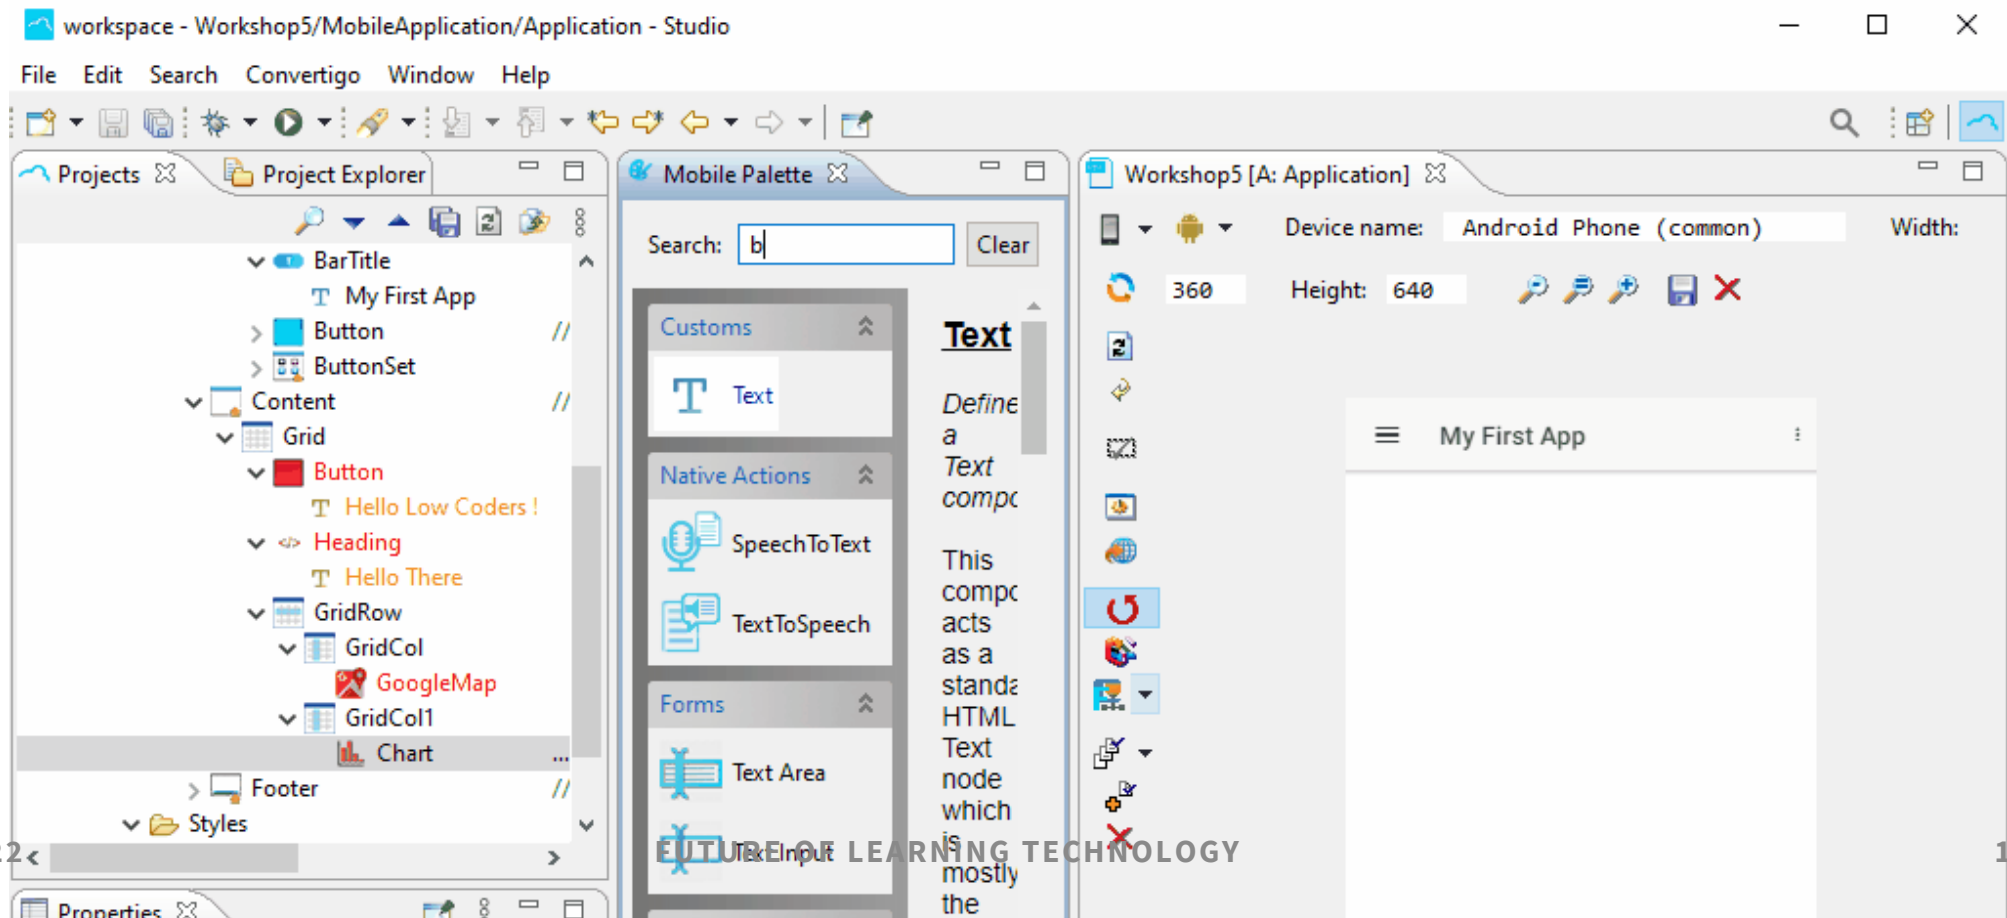 workspace - Workshop5/MobileApplication/Application - Studio
File Edit Search Convertigo Window Help
Projects
Project Explorer
BarTitle
My First App
Button //
ButtonSet
Content //
Grid
Button
Hello Low Coders !
Heading
Hello There
GridRow
GridCol
GoogleMap
GridCol1
Chart ...
Footer //
Styles
Properties
Mobile Palette
Search: b Clear
Customs
Text
Native Actions
SpeechToText
TextToSpeech
Forms
Text Area
Text Input
Text
Define
a
Text
compo
This
compo
acts
as a
standa
HTML
Text
node
which
is
mostly
the
Workshop5 [A: Application]
Device name: Android Phone (common) Width:
360 Height: 640
My First App
22 FUTURE OF LEARNING TECHNOLOGY 1